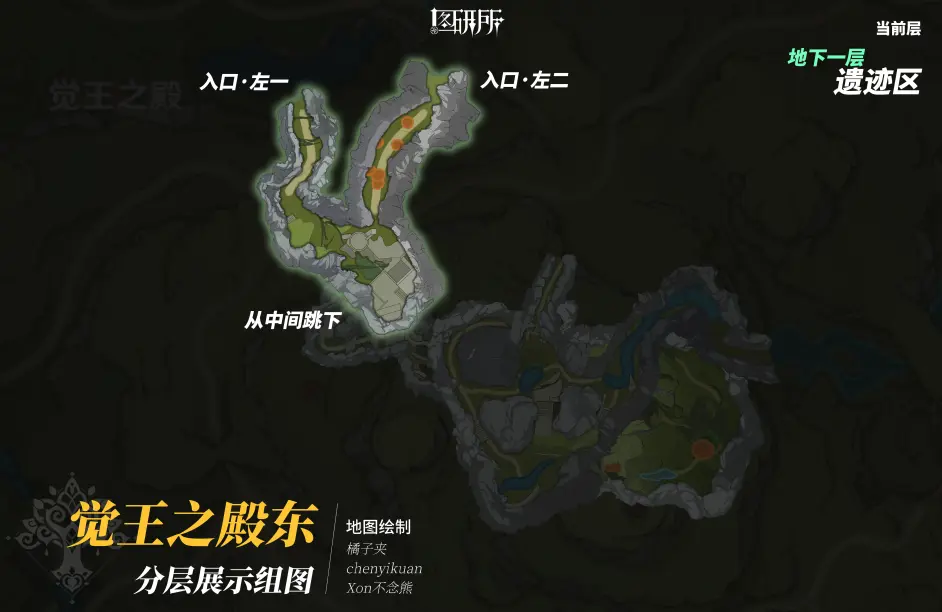 图研所
当前层
地下一层
遗迹区
入口·左一
入口·左二
觉王之殿
从中间跳下
觉王之殿东
分层展示组图
地图绘制
橘子夹
chenyikuan
Xon不念熊